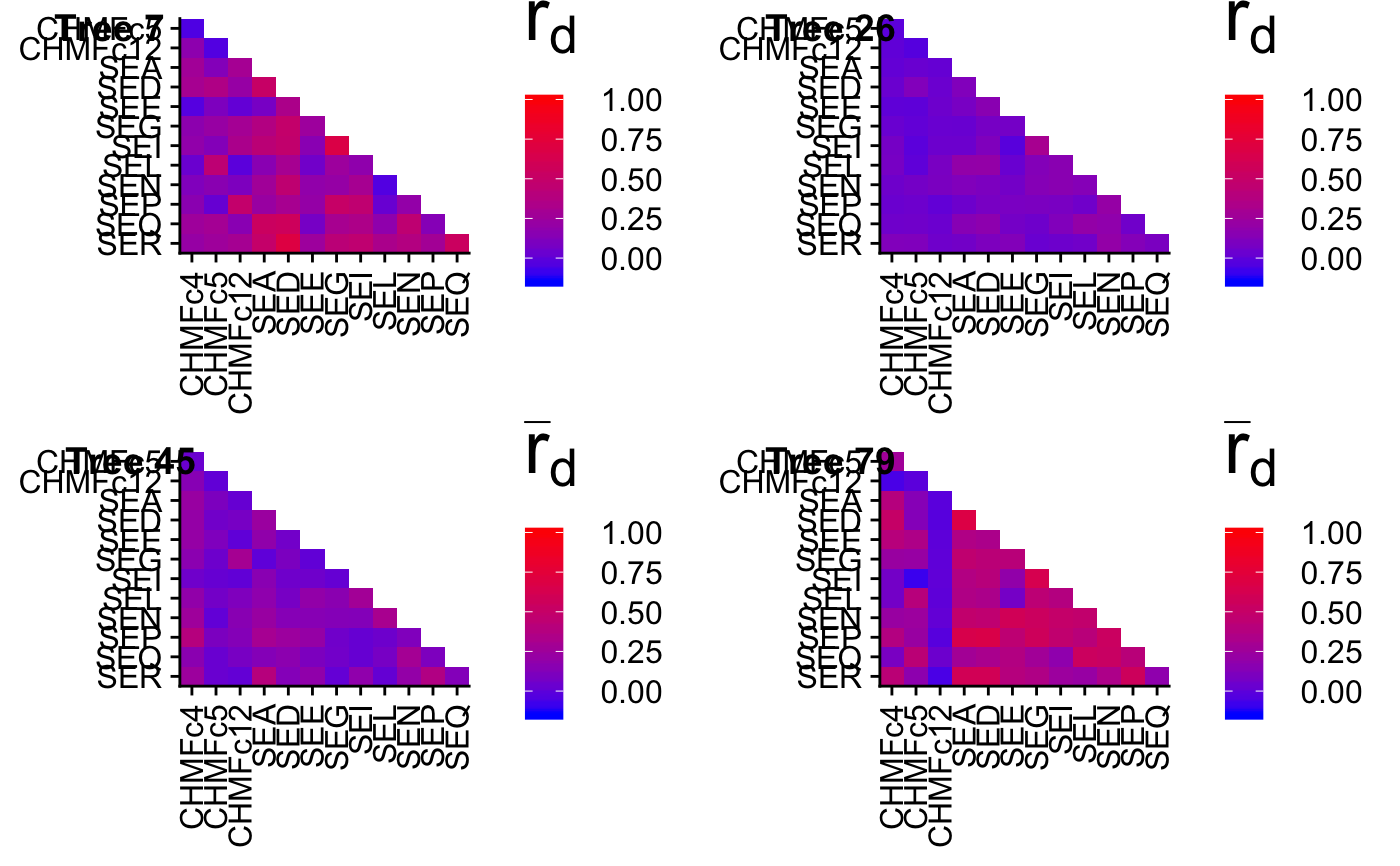 Tree 7
CHMFc5
CHMFc12
SEA
SED
SEE
SEG
SEI
SEL
SEN
SEP
SEQ
SER
CHMFc4
CHMFc5
CHMFc12
SEA
SED
SEE
SEG
SEI
SEL
SEN
SEP
SEQ
rd
1.00
0.75
0.50
0.25
0.00
Tree 26
CHMFc5
CHMFc12
SEA
SED
SEE
SEG
SEI
SEL
SEN
SEP
SEQ
SER
CHMFc4
CHMFc5
CHMFc12
SEA
SED
SEE
SEG
SEI
SEL
SEN
SEP
SEQ
rd
1.00
0.75
0.50
0.25
0.00
Tree 45
CHMFc5
CHMFc12
SEA
SED
SEE
SEG
SEI
SEL
SEN
SEP
SEQ
SER
CHMFc4
CHMFc5
CHMFc12
SEA
SED
SEE
SEG
SEI
SEL
SEN
SEP
SEQ
r̅d
1.00
0.75
0.50
0.25
0.00
Tree 79
CHMFc5
CHMFc12
SEA
SED
SEE
SEG
SEI
SEL
SEN
SEP
SEQ
SER
CHMFc4
CHMFc5
CHMFc12
SEA
SED
SEE
SEG
SEI
SEL
SEN
SEP
SEQ
r̅d
1.00
0.75
0.50
0.25
0.00